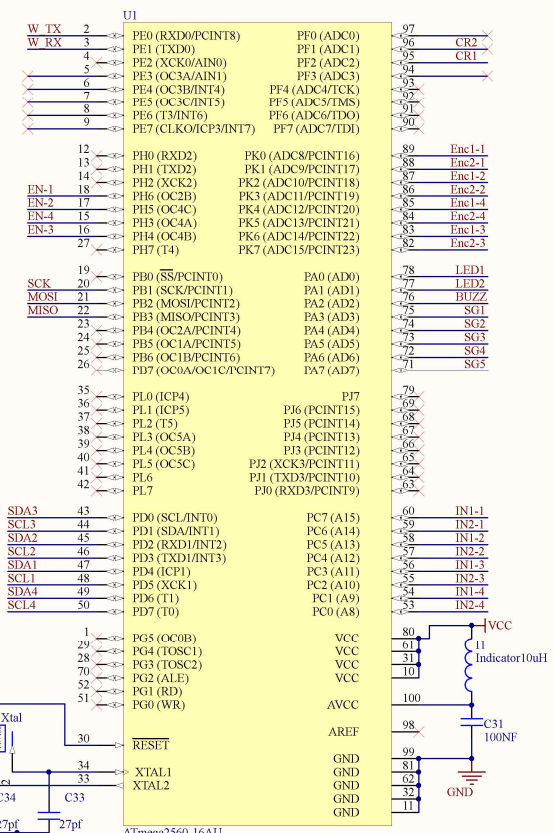 U1
W_TX 2 PE0 (RXD0/PCINT8) PF0 (ADC0) 97
W_RX 3 PE1 (TXD0) PF1 (ADC1) 96 CR2
4 PE2 (XCK0/AIN0) PF2 (ADC2) 95 CR1
5 PE3 (OC3A/AIN1) PF3 (ADC3) 94
6 PE4 (OC3B/INT4) PF4 (ADC4/TCK) 93
7 PE5 (OC3C/INT5) PF5 (ADC5/TMS) 92
8 PE6 (T3/INT6) PF6 (ADC6/TDO) 91
9 PE7 (CLKO/ICP3/INT7) PF7 (ADC7/TDI) 90
12 PH0 (RXD2) PK0 (ADC8/PCINT16) 89 Enc1-1
13 PH1 (TXD2) PK1 (ADC9/PCINT17) 88 Enc2-1
14 PH2 (XCK2) PK2 (ADC10/PCINT18) 87 Enc1-2
EN-1 18 PH6 (OC2B) PK3 (ADC11/PCINT19) 86 Enc2-2
EN-2 17 PH5 (OC4C) PK4 (ADC12/PCINT20) 85 Enc1-4
EN-4 15 PH3 (OC4A) PK5 (ADC13/PCINT21) 84 Enc2-4
EN-3 16 PH4 (OC4B) PK6 (ADC14/PCINT22) 83 Enc1-3
27 PH7 (T4) PK7 (ADC15/PCINT23) 82 Enc2-3
19 PB0 (SS/PCINT0) PA0 (AD0) 78 LED1
SCK 20 PB1 (SCK/PCINT1) PA1 (AD1) 77 LED2
MOSI 21 PB2 (MOSI/PCINT2) PA2 (AD2) 76 BUZZ
MISO 22 PB3 (MISO/PCINT3) PA3 (AD3) 75 SG1
23 PB4 (OC2A/PCINT4) PA4 (AD4) 74 SG2
24 PB5 (OC1A/PCINT5) PA5 (AD5) 73 SG3
25 PB6 (OC1B/PCINT6) PA6 (AD6) 72 SG4
26 PD7 (OC0A/OC1C/PCINT7) PA7 (AD7) 71 SG5
35 PL0 (ICP4) PJ7 79
36 PL1 (ICP5) PJ6 (PCINT15) 69
37 PL2 (T5) PJ5 (PCINT14) 68
38 PL3 (OC5A) PJ4 (PCINT13) 67
39 PL4 (OC5B) PJ3 (PCINT12) 66
40 PL5 (OC5C) PJ2 (XCK3/PCINT11) 65
41 PL6 PJ1 (TXD3/PCINT10) 64
42 PL7 PJ0 (RXD3/PCINT9) 63
SDA3 43 PD0 (SCL/INT0) PC7 (A15) 60 IN1-1
SCL3 44 PD1 (SDA/INT1) PC6 (A14) 59 IN2-1
SDA2 45 PD2 (RXD1/INT2) PC5 (A13) 58 IN1-2
SCL2 46 PD3 (TXD1/INT3) PC4 (A12) 57 IN2-2
SDA1 47 PD4 (ICP1) PC3 (A11) 56 IN1-3
SCL1 48 PD5 (XCK1) PC2 (A10) 55 IN2-3
SDA4 49 PD6 (T1) PC1 (A9) 54 IN1-4
SCL4 50 PD7 (T0) PC0 (A8) 53 IN2-4
1 PG5 (OC0B) VCC 80 VCC
29 PG4 (TOSC1) VCC 61
28 PG3 (TOSC2) VCC 31
70 PG2 (ALE) VCC 10
52 PG1 (RD)
51 PG0 (WR) AVCC 100
Indicator10uH
Xtal
AREF 98 C31
100NF
30 RESET
GND 99
34 XTAL1 GND 81
33 XTAL2 GND 62
GND 32 GND
GND 11
C34 C33
27pf 27pf
ATmega2560-16AU